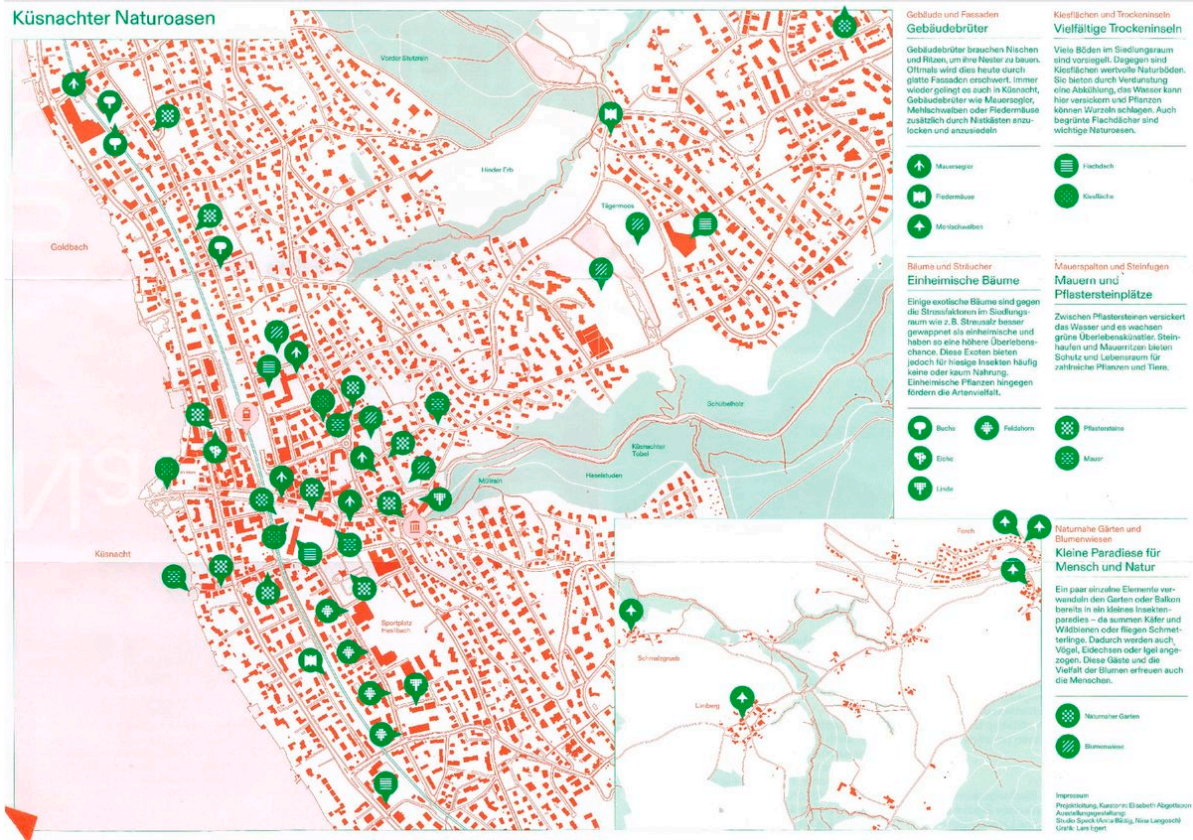 Küsnachter Naturoasen
Vorder Sluterein
Hinder Erb
Tägermoos
Goldbach
Schübelholz
Küsnachter
Tobel
Haselstuden
Mülirain
Küsnacht
Sportplatz
Heslibach
Forch
Schmalzgrueb
Limberg
Gebäude und Fassaden
Gebäudebrüter
Gebäudebrüter brauchen Nischen
und Ritzen, um ihre Nester zu bauen.
Oftmals wird dies heute durch
glatte Fassaden erschwert. Immer
wieder gelingt es auch in Küsnacht,
Gebäudebrüter wie Mauersegler,
Mehlschwalben oder Fledermäuse
zusätzlich durch Nistkästen anzu-
locken und anzusiedeln
Mauersegler
Fledermäuse
Mehlschwalben
Kiesflächen und Trockeninseln
Vielfältige Trockeninseln
Viele Böden im Siedlungsraum
sind versiegelt. Dagegen sind
Kiesflächen wertvolle Naturböden.
Sie bieten durch Verdunstung
eine Abkühlung, das Wasser kann
hier versickern und Pflanzen
können Wurzeln schlagen. Auch
begrünte Flachdächer sind
wichtige Naturoasen.
Flachdach
Kiesfläche
Bäume und Sträucher
Einheimische Bäume
Einige exotische Bäume sind gegen
die Stressfaktoren im Siedlungs-
raum wie z.B. Streusalz besser
gewappnet als einheimische und
haben so eine höhere Überlebens-
chance. Diese Exoten bieten
jedoch für hiesige Insekten häufig
keine oder kaum Nahrung.
Einheimische Pflanzen hingegen
fördern die Artenvielfalt.
Buche
Feldahorn
Eiche
Linde
Mauerspalten und Steinfugen
Mauern und
Pflastersteinplätze
Zwischen Pflastersteinen versickert
das Wasser und es wachsen
grüne Überlebenskünstler. Stein-
haufen und Mauerritzen bieten
Schutz und Lebensraum für
zahlreiche Pflanzen und Tiere.
Pflastersteine
Mauer
Naturnahe Gärten und
Blumenwiesen
Kleine Paradiese für
Mensch und Natur
Ein paar einzelne Elemente ver-
wandeln den Garten oder Balkon
bereits in ein kleines Insekten-
paradies – da summen Käfer und
Wildbienen oder fliegen Schmet-
terlinge. Dadurch werden auch
Vögel, Eidechsen oder Igel ange-
zogen. Diese Gäste und die
Vielfalt der Blumen erfreuen auch
die Menschen.
Naturnaher Garten
Blumenwiese
Impressum
Projektleitung, Kuratorin: Elisabeth Abgottspon
Ausstellungsgestaltung:
Studio Speck
Grafik: Lars Egert